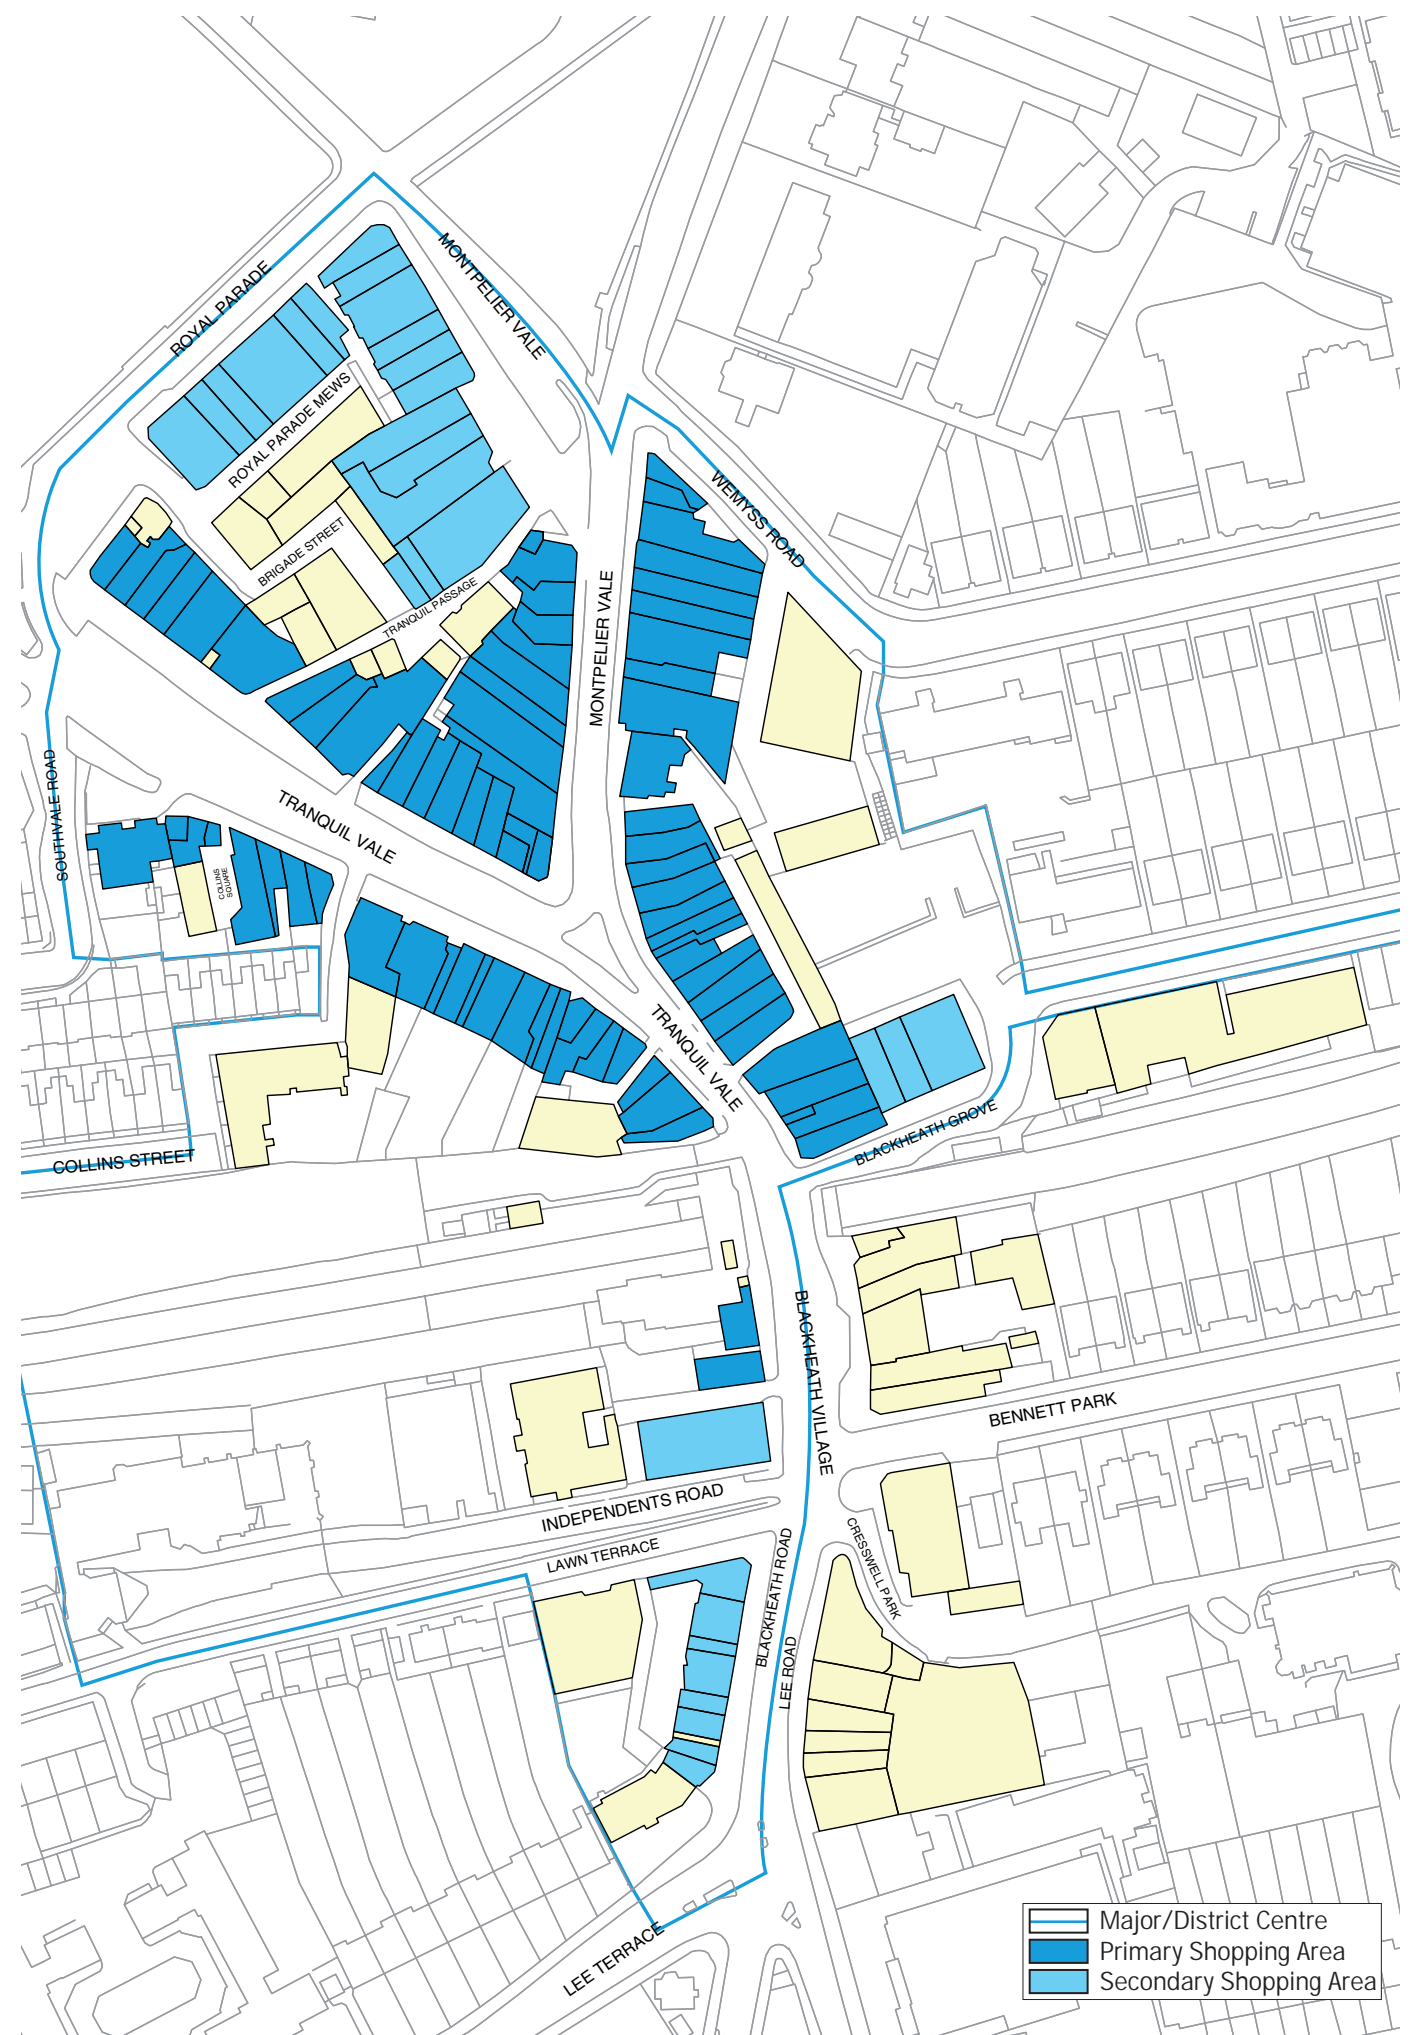 ROYAL PARADE
MONTPELIER VALE
ROYAL PARADE MEWS
WEMYSS ROAD
BRIGADE STREET
TRANQUIL PASSAGE
MONTPELIER VALE
SOUTHVALE ROAD
TRANQUIL VALE
COLLINS
SQUARE
TRANQUIL VALE
BLACKHEATH GROVE
COLLINS STREET
BLACKHEATH VILLAGE
BENNETT PARK
INDEPENDENTS ROAD
LAWN TERRACE
CRESSWELL PARK
BLACKHEATH ROAD
LEE ROAD
LEE TERRACE
Major/District Centre
Primary Shopping Area
Secondary Shopping Area